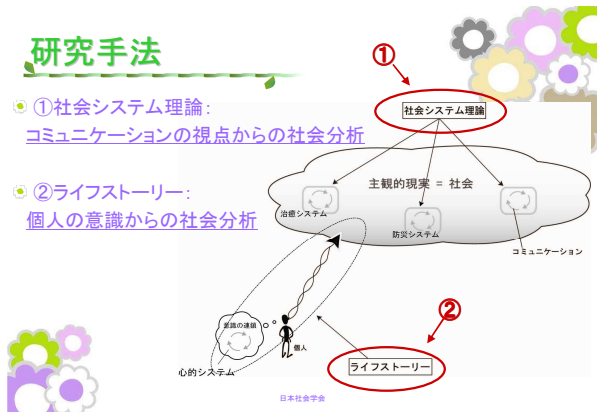 研究手法
①社会システム理論:
コミュニケーションの視点からの社会分析
②ライフストーリー:
個人の意識からの社会分析
①
社会システム理論
主観的現実 = 社会
治癒システム
防災システム
コミュニケーション
意識の連鎖
個人
心的システム
②
ライフストーリー
日本社会学会